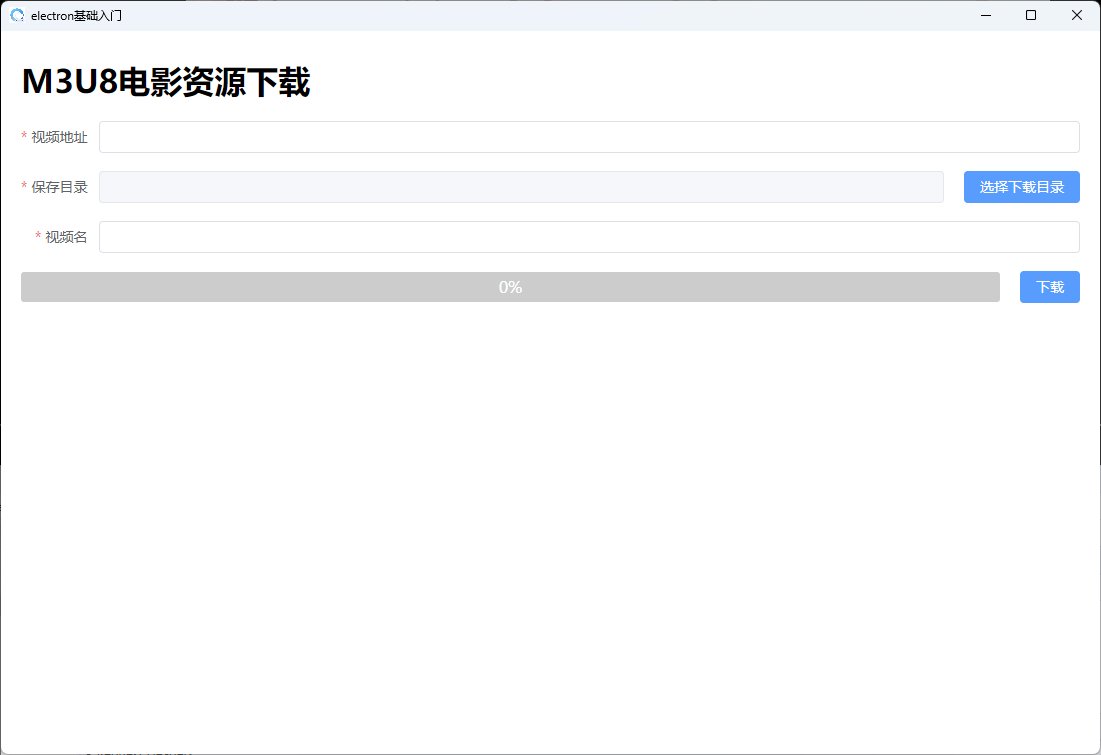 electron基础入门
M3U8电影资源下载
* 视频地址
* 保存目录 选择下载目录
* 视频名
0% 下载